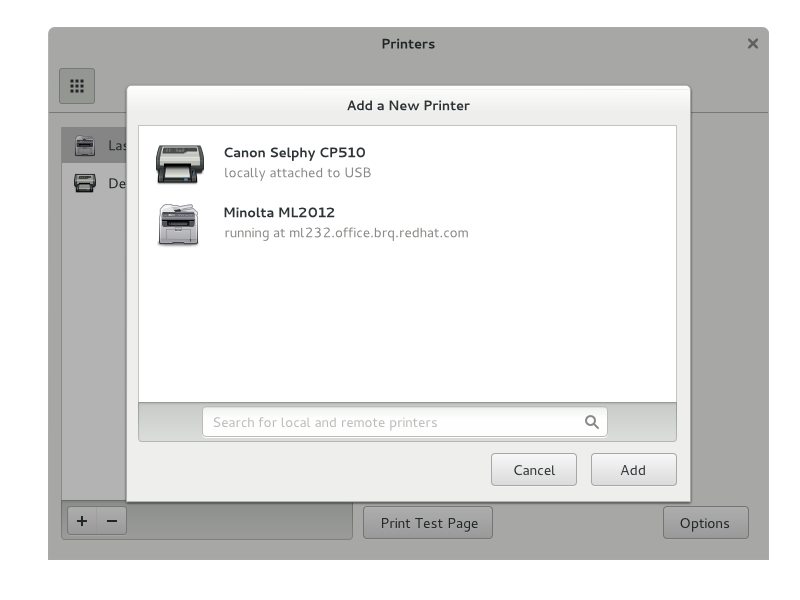 Printers
Add a New Printer
Las
De
Canon Selphy CP510
locally attached to USB
Minolta ML2012
running at ml232.office.brq.redhat.com
Search for local and remote printers
Cancel
Add
+
−
Print Test Page
Options